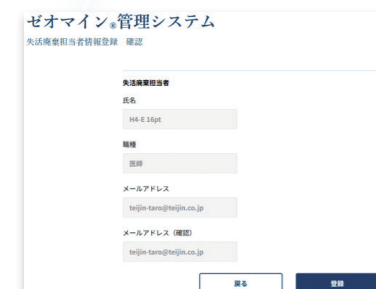 ゼオマイン®管理システム
失活廃棄担当者情報登録　確認
失活廃棄担当者
氏名
H4-E 16pt
職種
医師
メールアドレス
teijin-taro@teijin.co.jp
メールアドレス（確認）
teijin-taro@teijin.co.jp
戻る
登録